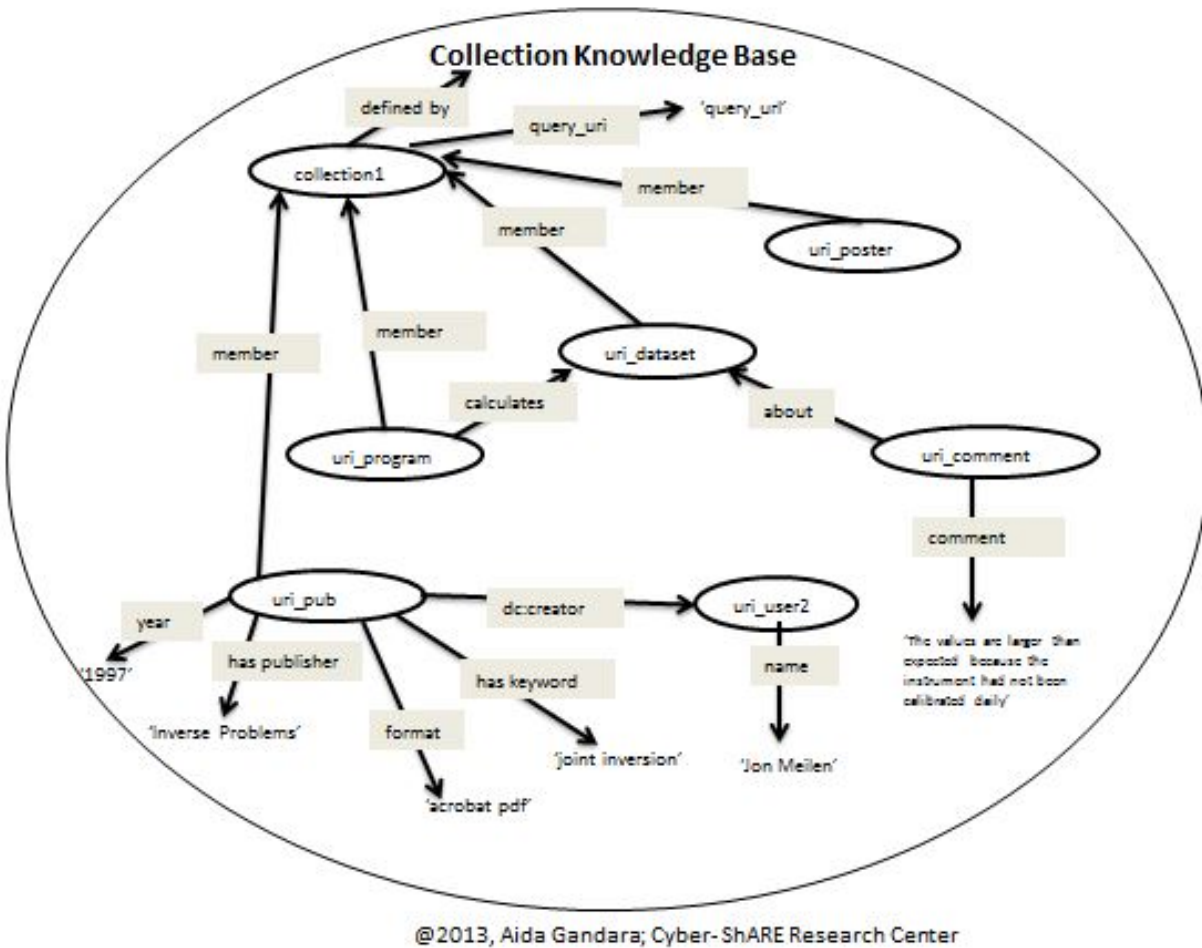 Collection Knowledge Base
defined by
query_uri
'query_url'
collection1
member
uri_poster
member
member
member
uri_dataset
calculates
about
uri_program
uri_comment
comment
uri_pub
dc:creator
uri_user2
year
'1997'
has publisher
has keyword
name
'The values are larger than
expected because the
instrument had not been
calibrated daily'
'Inverse Problems'
format
'joint inversion'
'Jon Meilen'
'acrobat pdf'
@2013, Aida Gandara; Cyber-ShARE Research Center